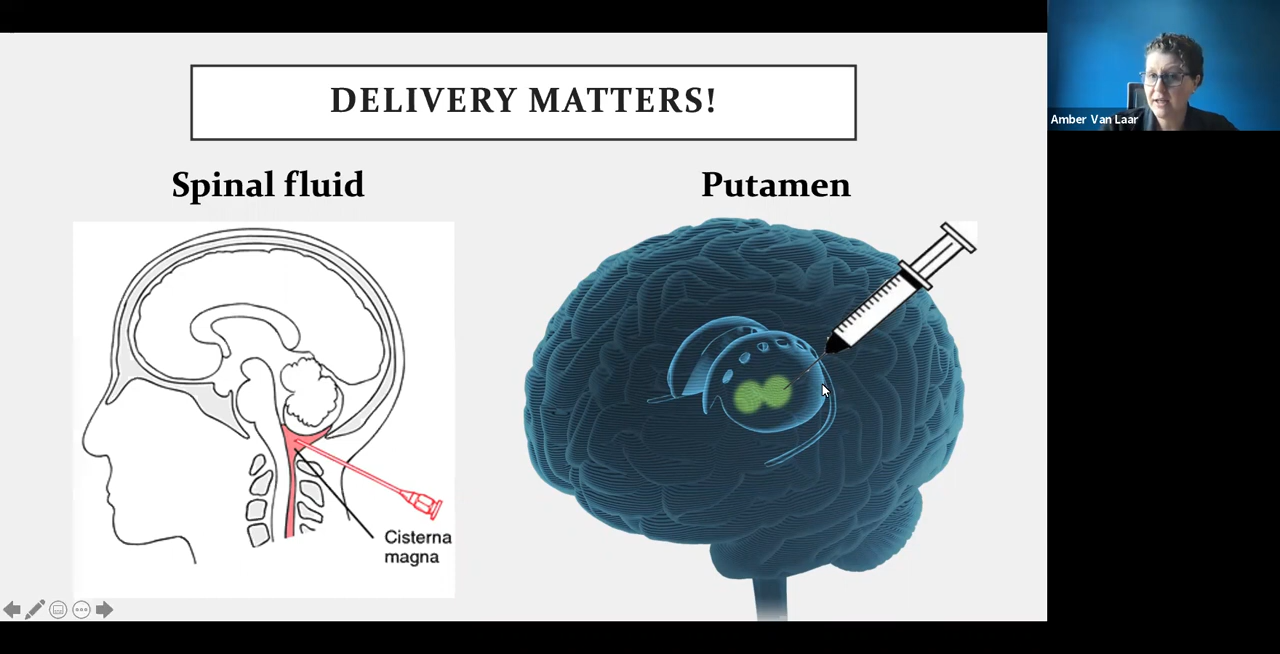 DELIVERY MATTERS!
Spinal fluid
Putamen
Cisterna
magna
Amber Van Laar